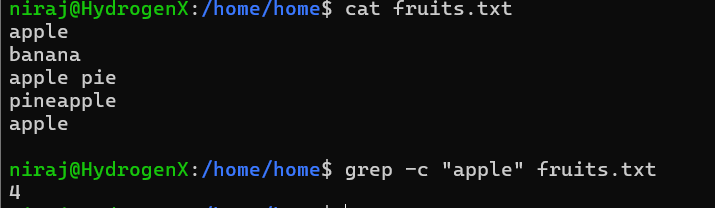 niraj@HydrogenX:/home/home$ cat fruits.txt
apple
banana
apple pie
pineapple
apple
niraj@HydrogenX:/home/home$ grep -c "apple" fruits.txt
4